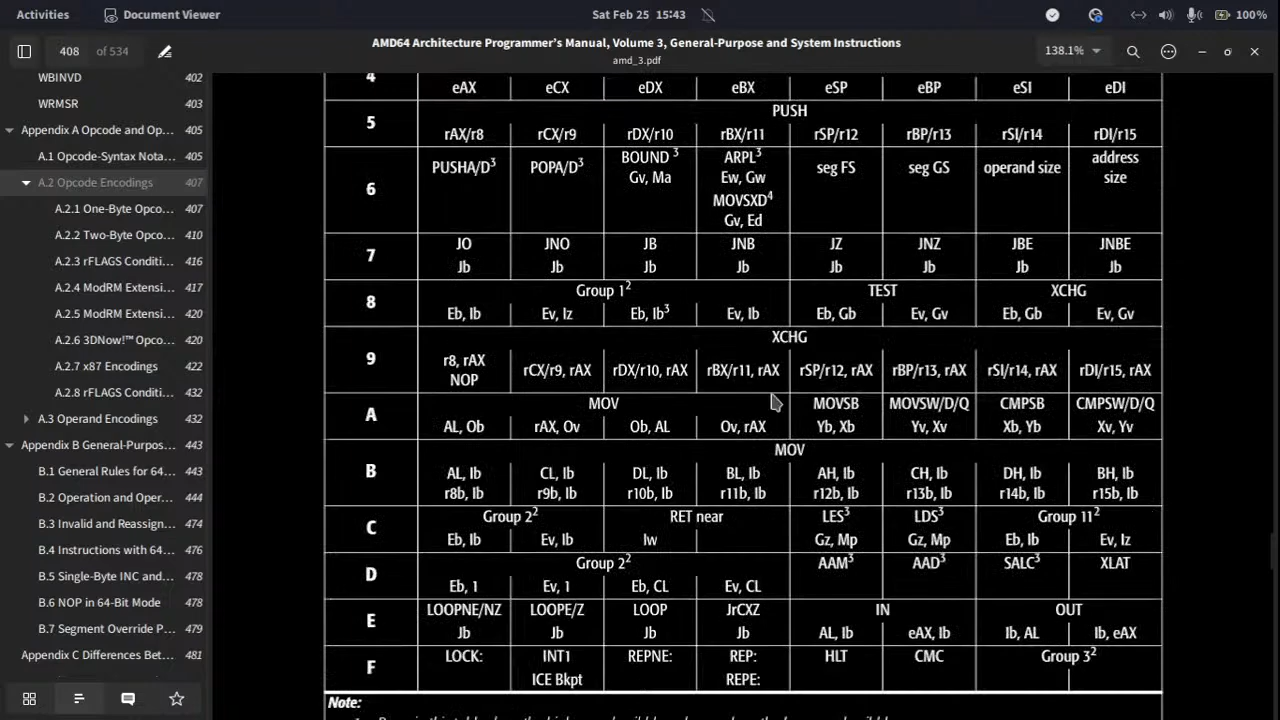 Activities
Document Viewer
Sat Feb 25 15:43
100%
408 of 534
AMD64 Architecture Programmer's Manual, Volume 3, General-Purpose and System Instructions
amd_3.pdf
138.1%
WBINVD 402
WRMSR 403
Appendix A Opcode and Op... 405
A.1 Opcode-Syntax Nota... 405
A.2 Opcode Encodings 407
A.2.1 One-Byte Opco... 407
A.2.2 Two-Byte Opco... 410
A.2.3 rFLAGS Conditi... 416
A.2.4 ModRM Extensi... 417
A.2.5 ModRM Extensi... 420
A.2.6 3DNow!™ Opco... 420
A.2.7 x87 Encodings 422
A.2.8 rFLAGS Conditi... 422
A.3 Operand Encodings 422
Appendix B General-Purpos... 443
B.1 General Rules for 64... 443
B.2 Operation and Oper... 444
B.3 Invalid and Reassign... 474
B.4 Instructions with 64... 476
B.5 Single-Byte INC and... 478
B.6 NOP in 64-Bit Mode 478
B.7 Segment Override P... 479
Appendix C Differences Bet... 481
4 eAX eCX eDX eBX eSP eBP eSI eDI
5 PUSH
rAX/r8 rCX/r9 rDX/r10 rBX/r11 rSP/r12 rBP/r13 rSI/r14 rDI/r15
6 PUSHA/D3 POPA/D3 BOUND 3 ARPL3 seg FS seg GS operand size address
Gv, Ma Ew, Gw size
MOVSXD4
Gv, Ed
7 JO JNO JB JNB JZ JNZ JBE JNBE
Jb Jb Jb Jb Jb Jb Jb Jb
8 Group 12 TEST XCHG
Eb, Ib Ev, Iz Eb, Ib3 Ev, Ib Eb, Gb Ev, Gv Eb, Gb Ev, Gv
9 XCHG
r8, rAX rCX/r9, rAX rDX/r10, rAX rBX/r11, rAX rSP/r12, rAX rBP/r13, rAX rSI/r14, rAX rDI/r15, rAX
NOP
A MOV MOVSB MOVSW/D/Q CMPSB CMPSW/D/Q
AL, Ob rAX, Ov Ob, AL Ov, rAX Yb, Xb Yv, Xv Xb, Yb Xv, Yv
B MOV
AL, Ib CL, Ib DL, Ib BL, Ib AH, Ib CH, Ib DH, Ib BH, Ib
r8b, Ib r9b, Ib r10b, Ib r11b, Ib r12b, Ib r13b, Ib r14b, Ib r15b, Ib
C Group 22 RET near LES3 LDS3 Group 112
Eb, Ib Ev, Ib Iw Gz, Mp Gz, Mp Eb, Ib Ev, Iz
D Group 22 AAM3 AAD3 SALC3 XLAT
Eb, 1 Ev, 1 Eb, CL Ev, CL
E LOOPNE/NZ LOOPE/Z LOOP JrCXZ IN OUT
Jb Jb Jb Jb AL, Ib eAX, Ib Ib, AL Ib, eAX
F LOCK: INT1 REPNE: REP: HLT CMC Group 32
ICE Bkpt REPE:
Note: